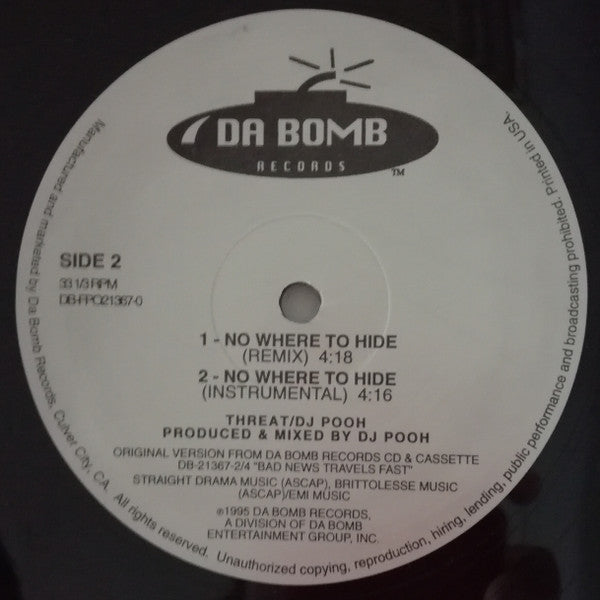 DA BOMB
RECORDS
TM
SIDE 2
33 1/3 RPM
DB-FPO21367-0
1 - NO WHERE TO HIDE
(REMIX) 4:18
2 - NO WHERE TO HIDE
(INSTRUMENTAL) 4:16
THREAT/DJ POOH
PRODUCED & MIXED BY DJ POOH
ORIGINAL VERSION FROM DA BOMB RECORDS CD & CASSETTE
DB-21367-2/4 "BAD NEWS TRAVELS FAST"
STRAIGHT DRAMA MUSIC (ASCAP), BRITTOLESSE MUSIC
(ASCAP)/EMI MUSIC
℗1995 DA BOMB RECORDS,
A DIVISION OF DA BOMB
ENTERTAINMENT GROUP, INC.
Manufactured and marketed by Da Bomb Records, Culver City, CA. All rights reserved. Unauthorized copying, reproduction, hiring, lending, public performance and broadcasting prohibited. Printed in USA.